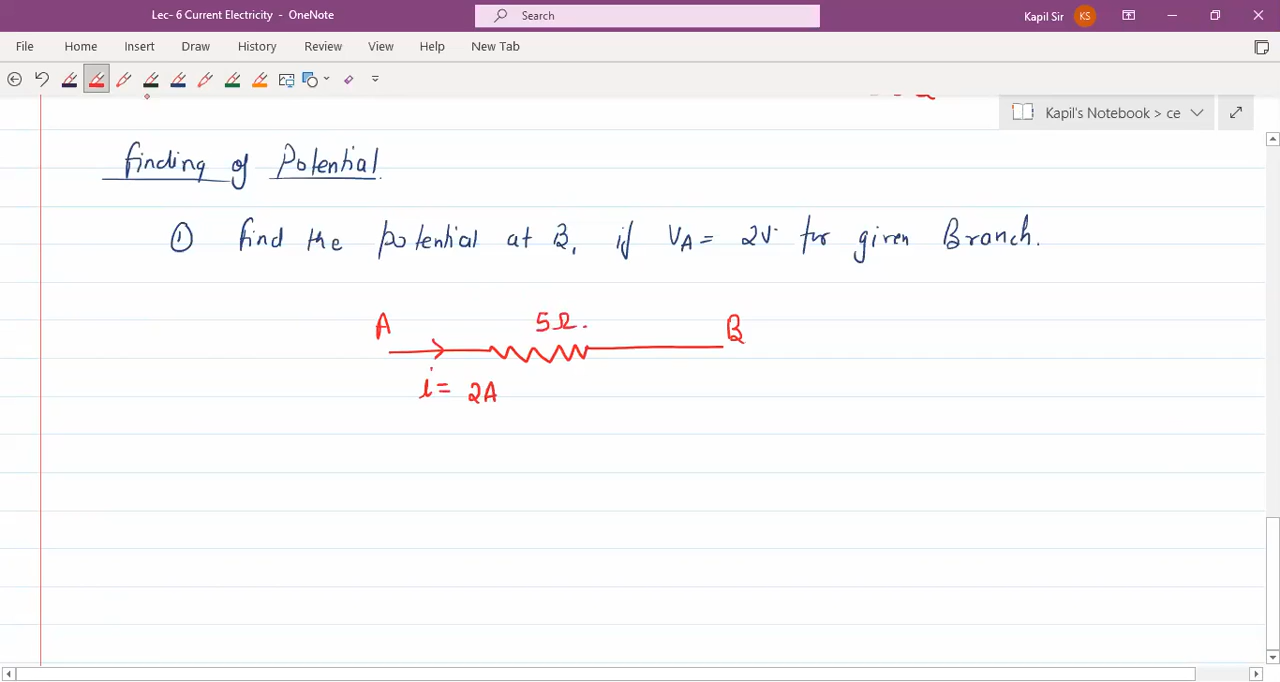 Lec- 6 Current Electricity - OneNote
Search
Kapil Sir KS
File Home Insert Draw History Review View Help New Tab
Kapil's Notebook > ce
finding of Potential
① find the potential at B, if VA = 2V for given Branch.
A 5Ω. B
i = 2A